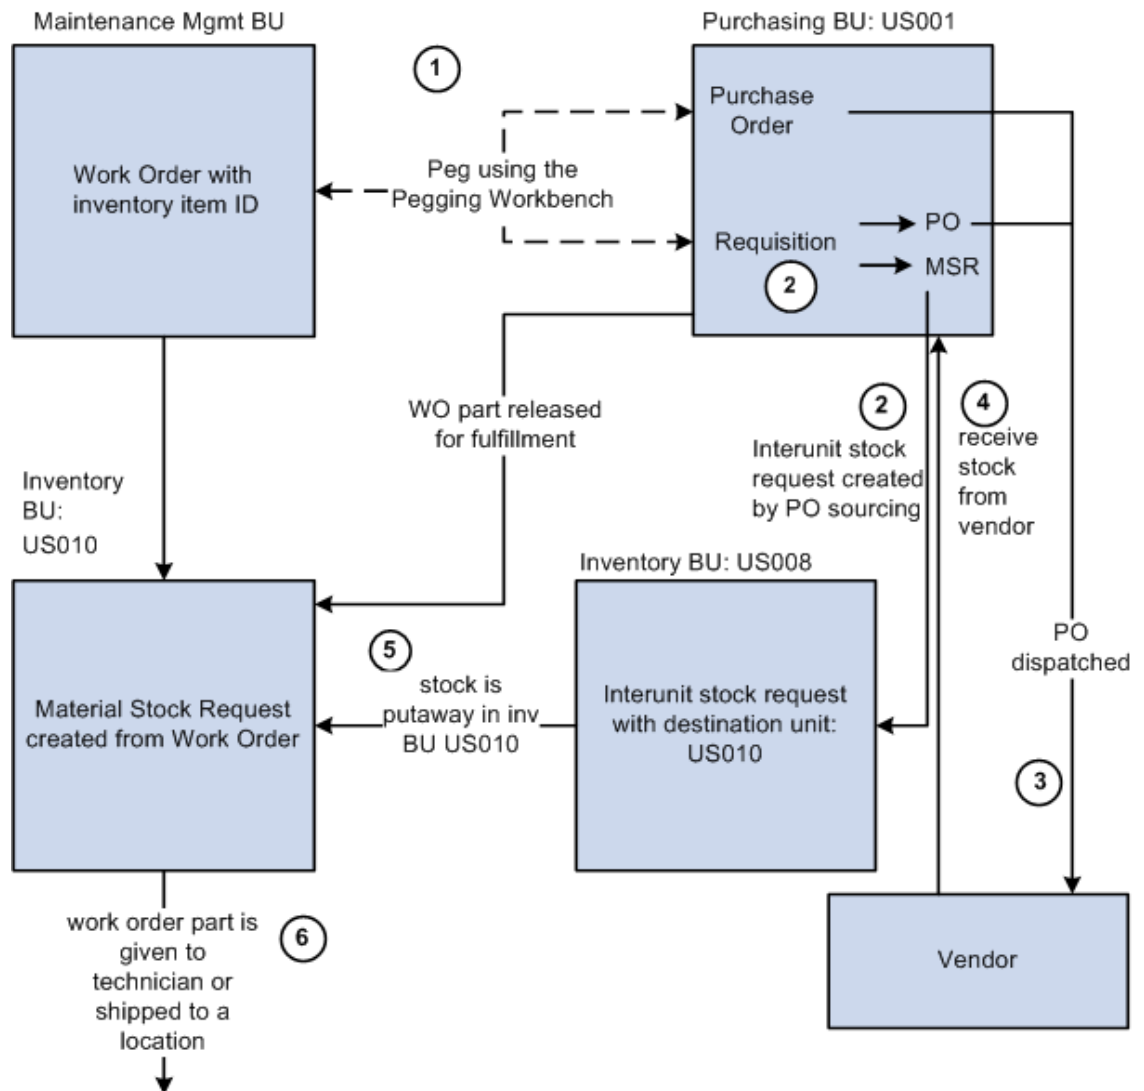 Maintenance Mgmt BU
Purchasing BU: US001
1
Purchase
Order
Work Order with
inventory item ID
Peg using the
Pegging Workbench
Requisition
PO
MSR
2
WO part released
for fulfillment
2
Interunit stock
request created
by PO sourcing
4
receive
stock
from
vendor
Inventory
BU:
US010
Inventory BU: US008
5
stock is
putaway in inv
BU US010
Material Stock Request
created from Work Order
Interunit stock request
with destination unit:
US010
PO
dispatched
3
work order part is
given to
technician or
shipped to a
location
6
Vendor